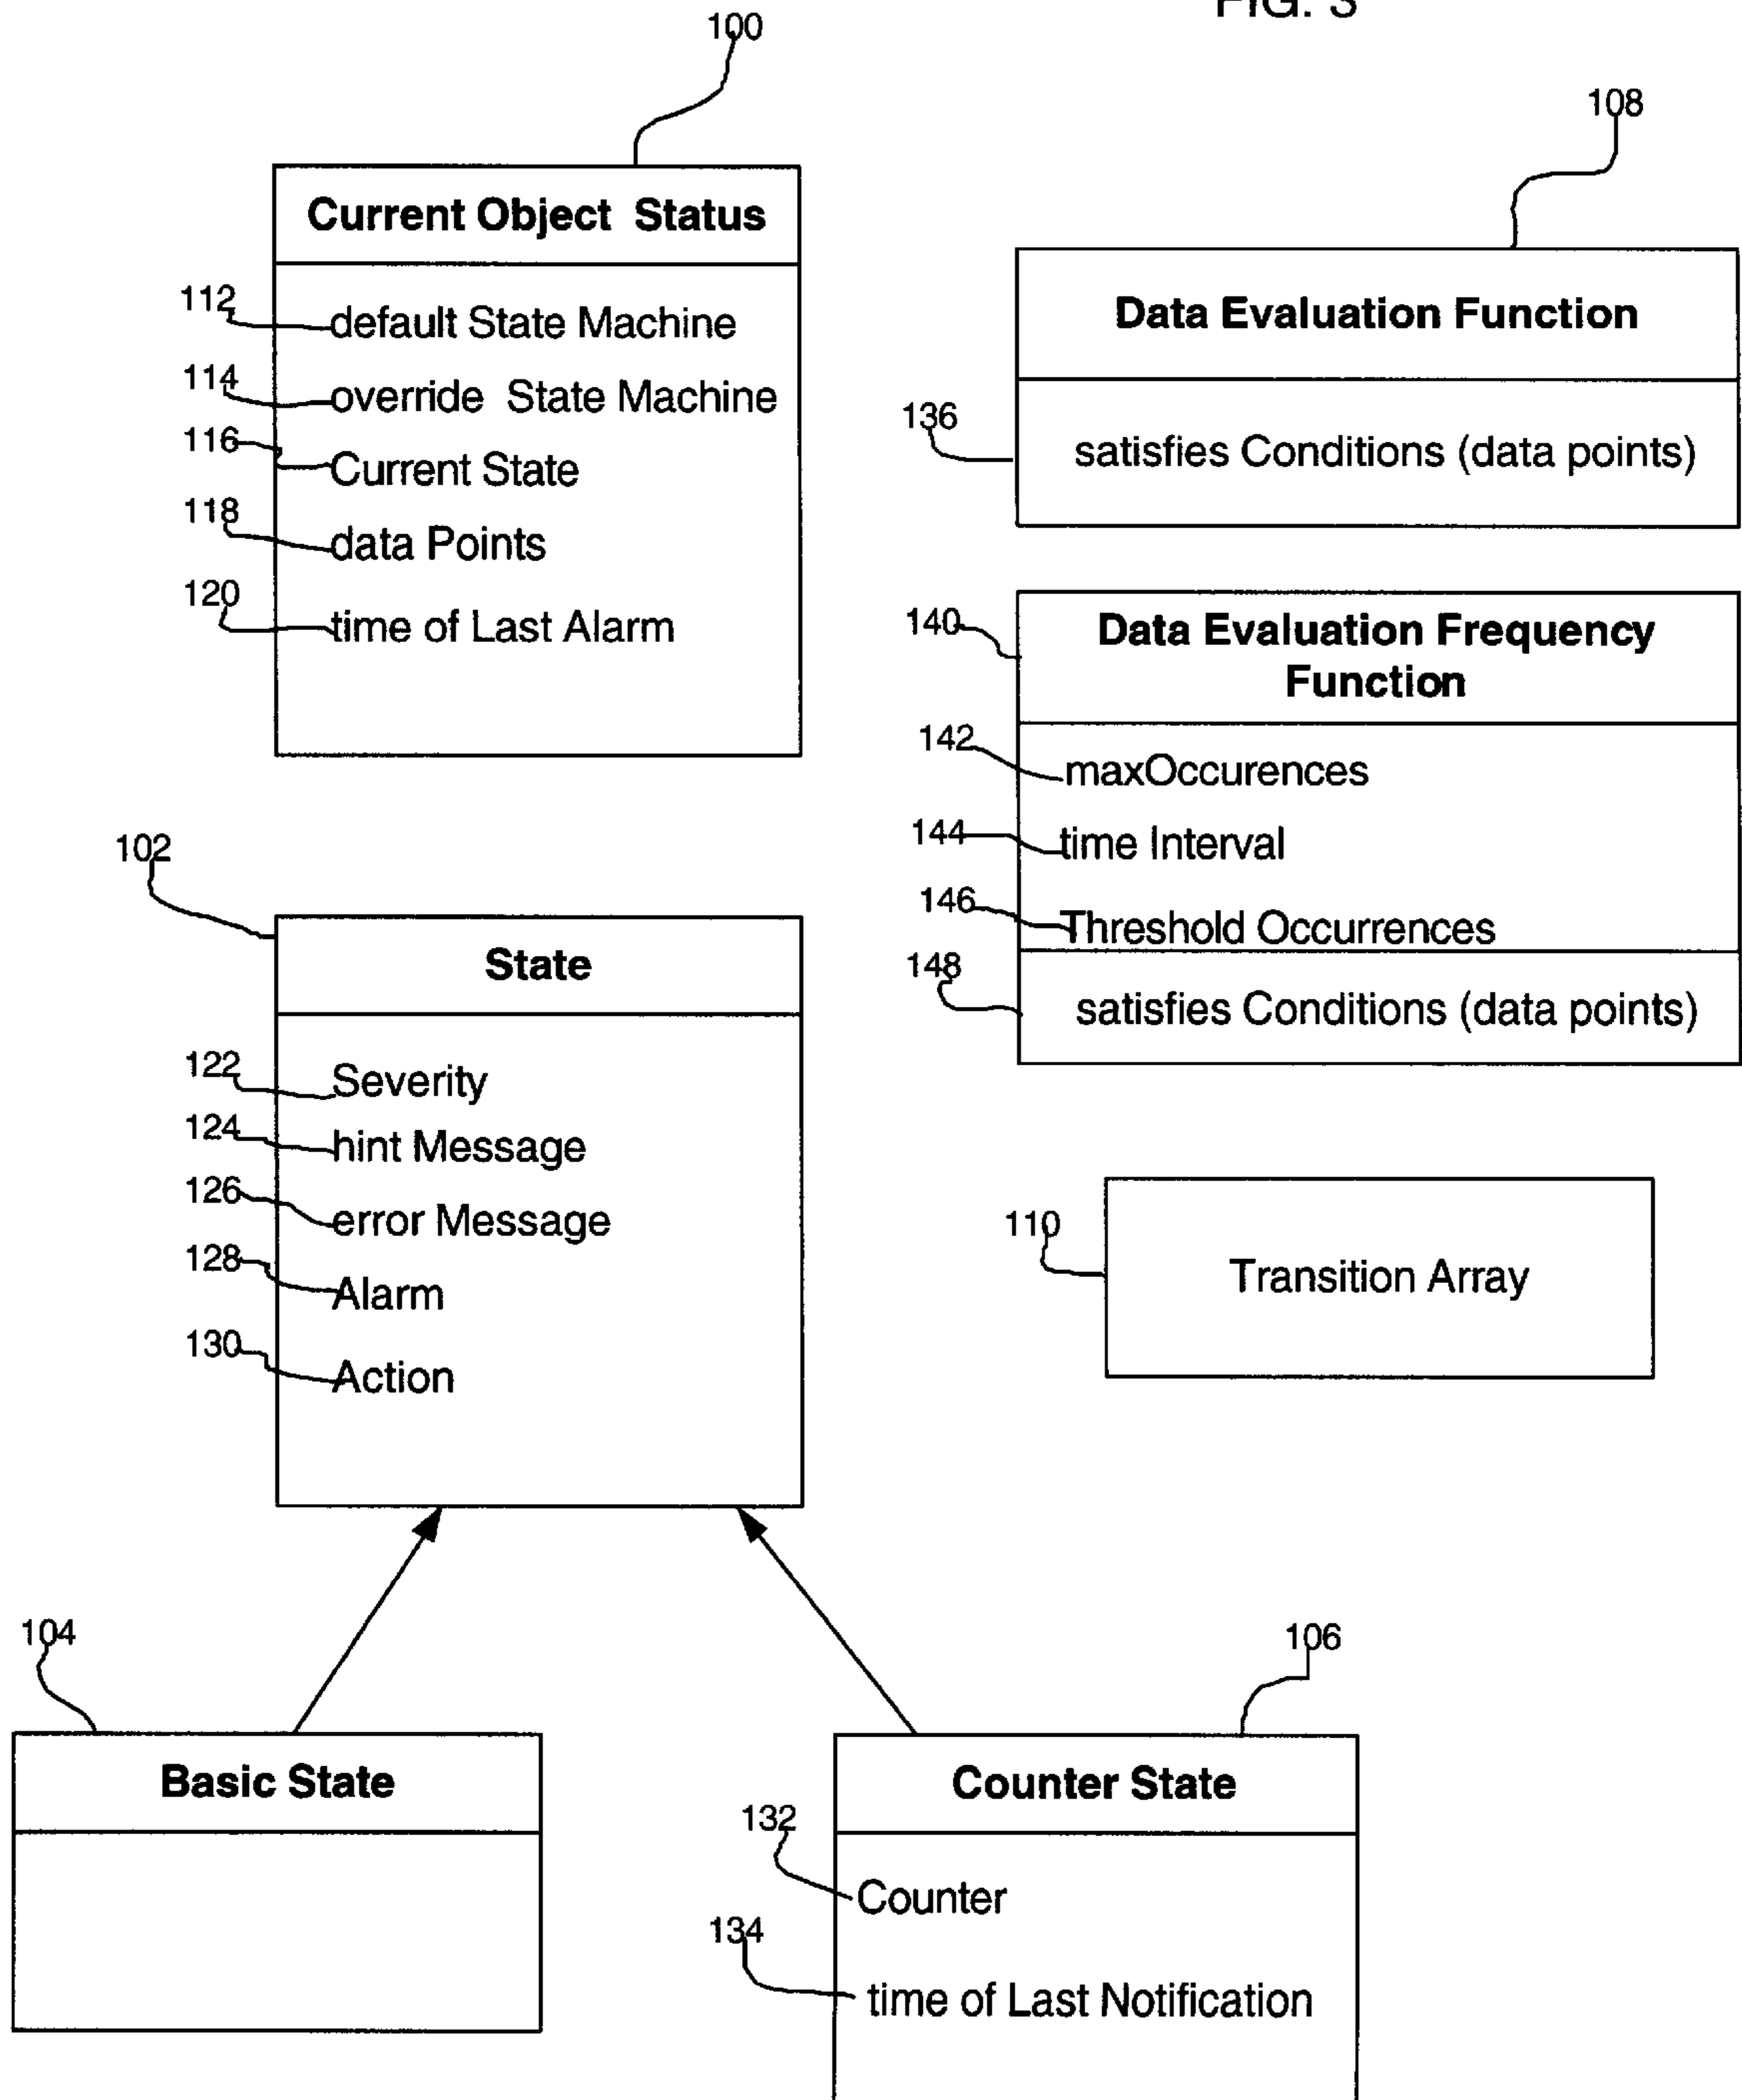 FIG. 3
100
Current Object Status
112
default State Machine
114
override State Machine
116
Current State
118
data Points
120
time of Last Alarm
108
Data Evaluation Function
136
satisfies Conditions (data points)
140
Data Evaluation Frequency
Function
142
maxOccurences
144
time Interval
146
Threshold Occurrences
148
satisfies Conditions (data points)
102
State
122
Severity
124
hint Message
126
error Message
128
Alarm
130
Action
110
Transition Array
104
Basic State
106
Counter State
132
Counter
134
time of Last Notification